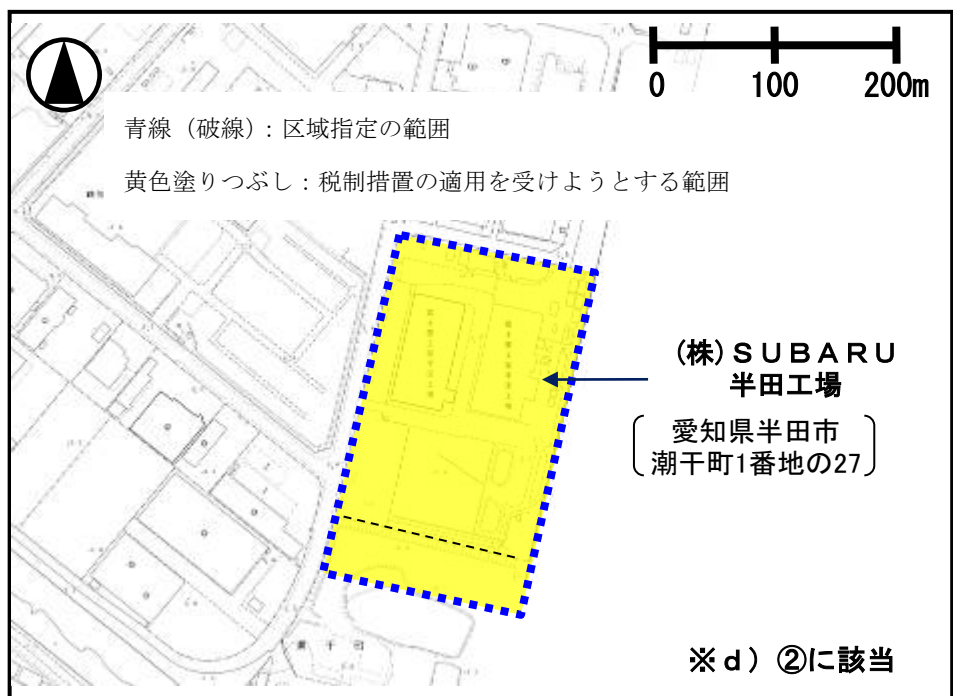 0 100 200m
青線（破線）：区域指定の範囲
黄色塗りつぶし：税制措置の適用を受けようとする範囲
(株)ＳＵＢＡＲＵ
半田工場
愛知県半田市
潮干町1番地の27
※ｄ）②に該当